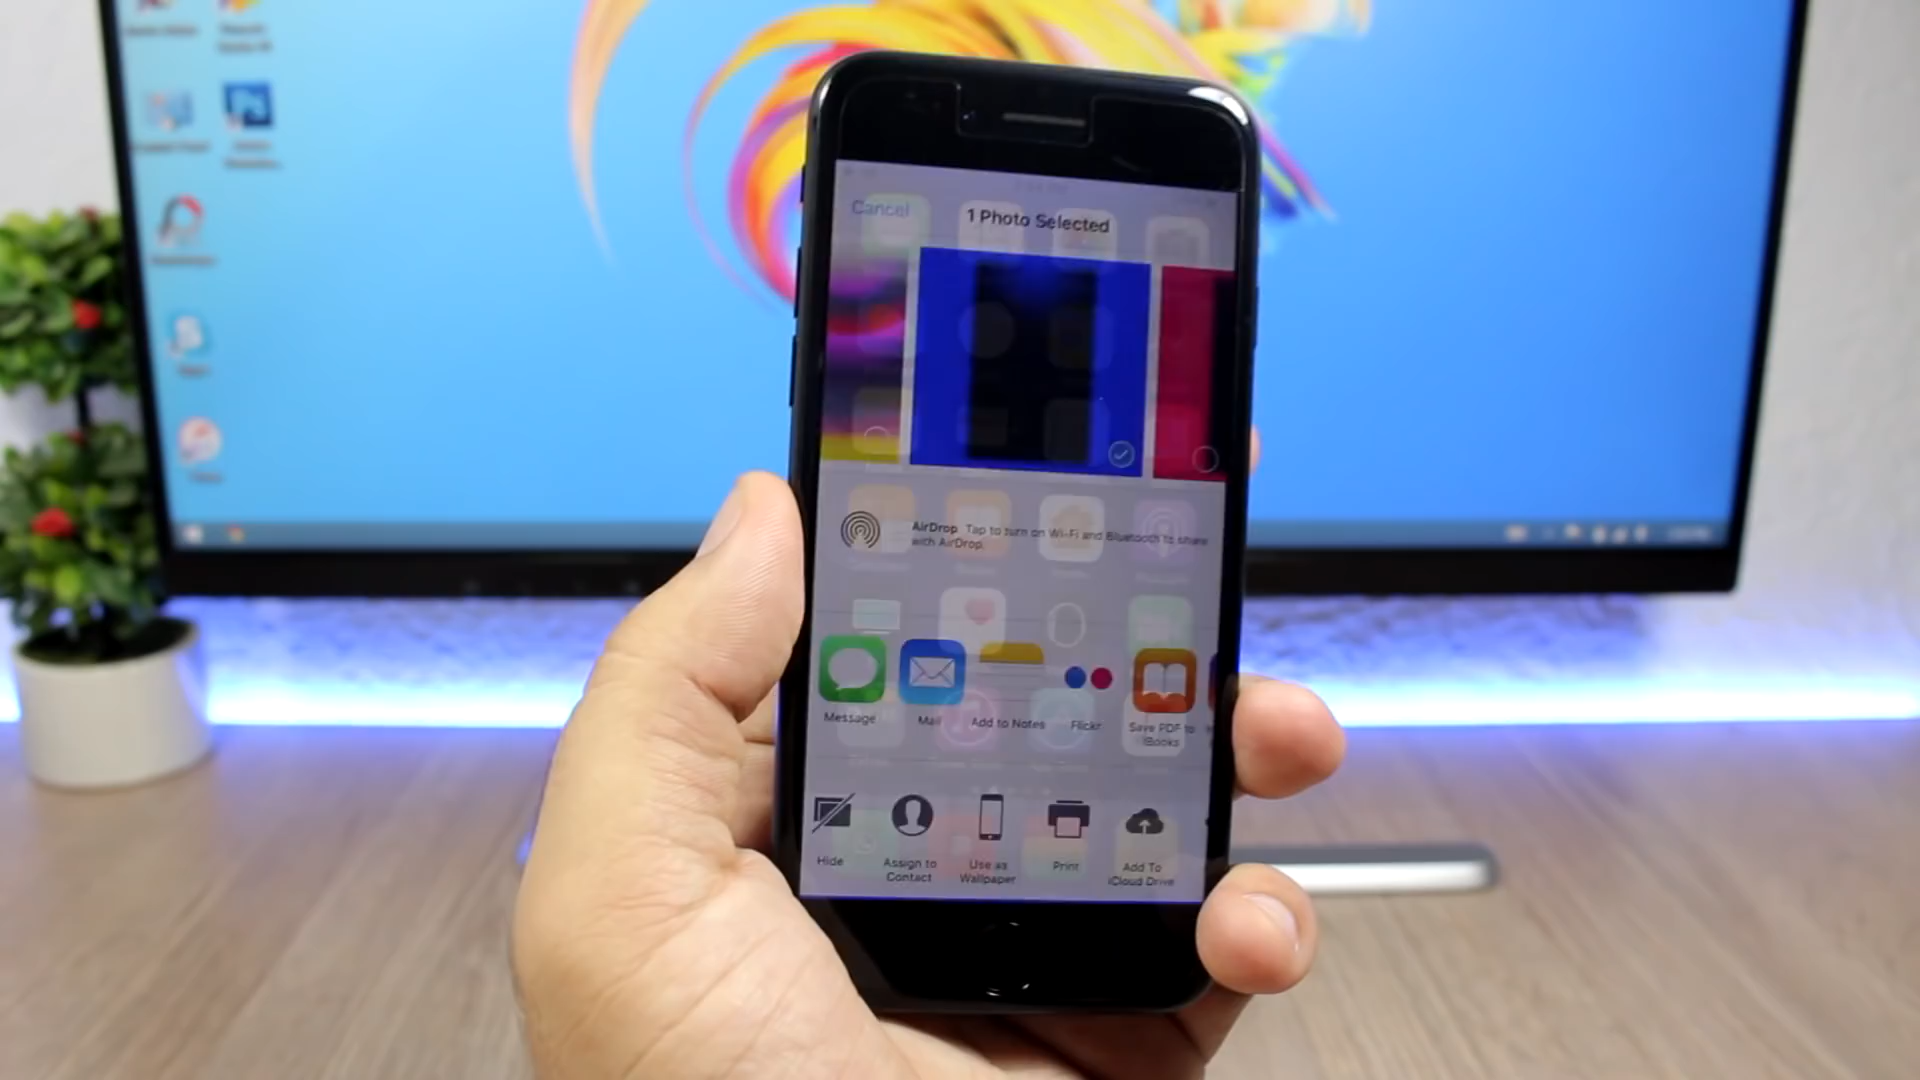 Cancel
1 Photo Selected
AirDrop. Tap to turn on Wi-Fi and Bluetooth to share
with AirDrop.
Message
Mail
Add to Notes
Flickr
Save PDF to
iBooks
Hide
Assign to
Contact
Use as
Wallpaper
Print
Add To
iCloud Drive